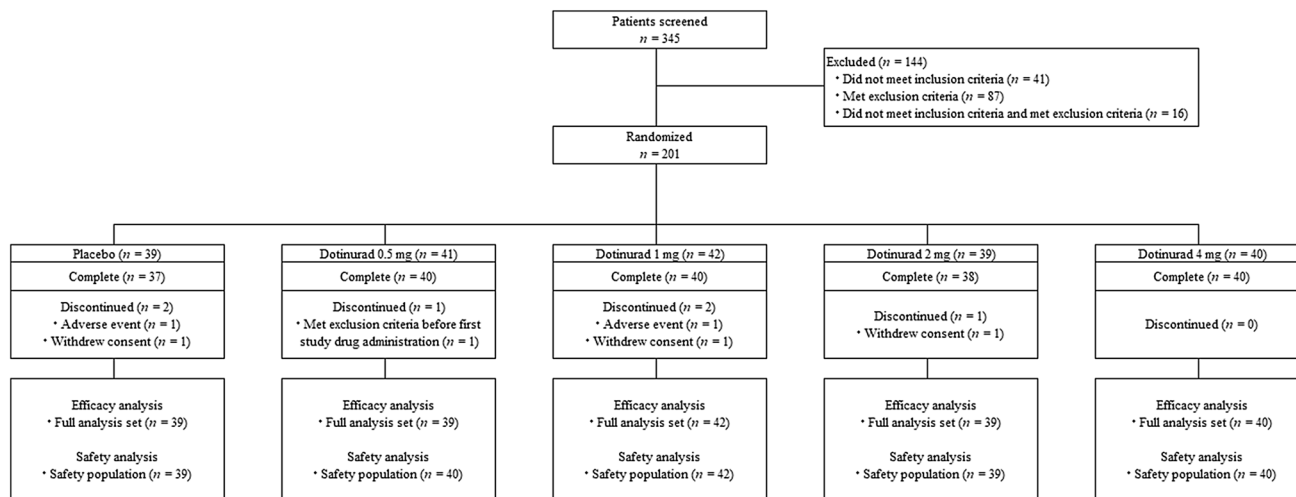 Patients screened
n = 345
Excluded (n = 144)
・Did not meet inclusion criteria (n = 41)
・Met exclusion criteria (n = 87)
・Did not meet inclusion criteria and met exclusion criteria (n = 16)
Randomized
n = 201
Placebo (n = 39)
Complete (n = 37)
Discontinued (n = 2)
・Adverse event (n = 1)
・Withdrew consent (n = 1)
Efficacy analysis
・Full analysis set (n = 39)
Safety analysis
・Safety population (n = 39)
Dotinurad 0.5 mg (n = 41)
Complete (n = 40)
Discontinued (n = 1)
・Met exclusion criteria before first
study drug administration (n = 1)
Efficacy analysis
・Full analysis set (n = 39)
Safety analysis
・Safety population (n = 40)
Dotinurad 1 mg (n = 42)
Complete (n = 40)
Discontinued (n = 2)
・Adverse event (n = 1)
・Withdrew consent (n = 1)
Efficacy analysis
・Full analysis set (n = 42)
Safety analysis
・Safety population (n = 42)
Dotinurad 2 mg (n = 39)
Complete (n = 38)
Discontinued (n = 1)
・Withdrew consent (n = 1)
Efficacy analysis
・Full analysis set (n = 39)
Safety analysis
・Safety population (n = 39)
Dotinurad 4 mg (n = 40)
Complete (n = 40)
Discontinued (n = 0)
Efficacy analysis
・Full analysis set (n = 40)
Safety analysis
・Safety population (n = 40)